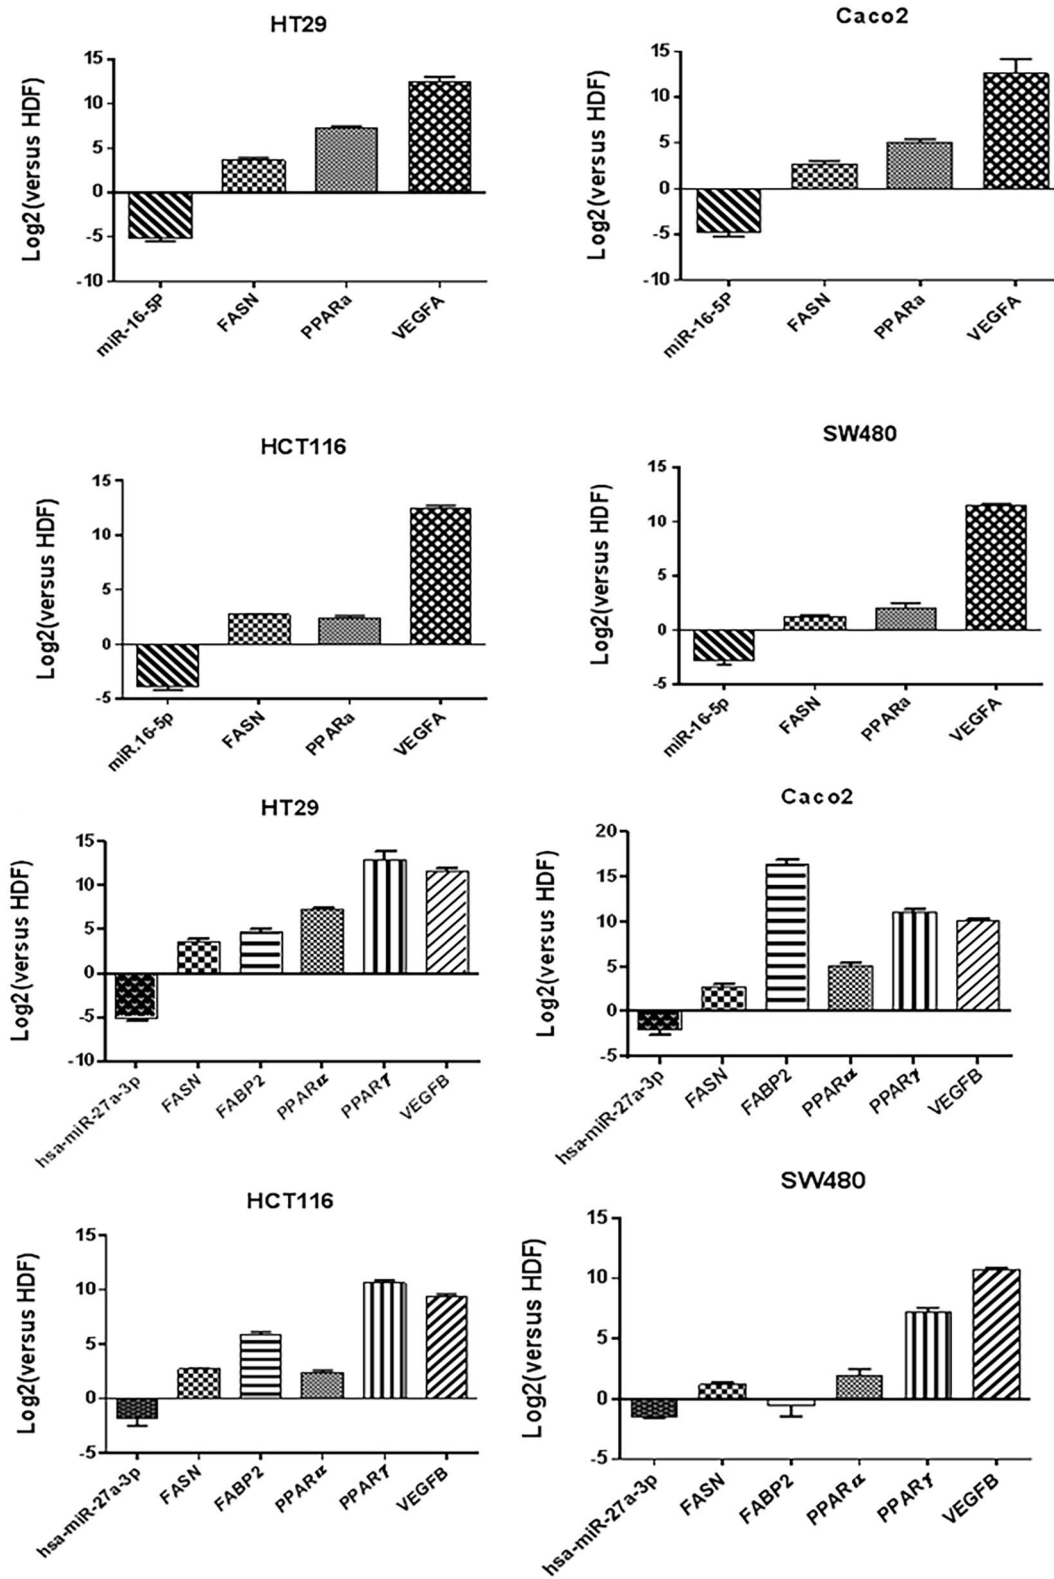 HT29
Log2(versus HDF)
15
10
5
0
-5
-10
miR-16-5P
FASN
PPARa
VEGFA
Caco2
Log2(versus HDF)
15
10
5
0
-5
-10
miR-16-5P
FASN
PPARa
VEGFA
HCT116
Log2(versus HDF)
15
10
5
0
-5
miR.16-5p
FASN
PPARa
VEGFA
SW480
Log2(versus HDF)
15
10
5
0
-5
miR-16-5p
FASN
PPARa
VEGFA
HT29
Log2(versus HDF)
15
10
5
0
-5
-10
hsa-miR-27a-3p
FASN
FABP2
PPARα
PPARγ
VEGFB
Caco2
Log2(versus HDF)
20
15
10
5
0
-5
hsa-miR-27a-3p
FASN
FABP2
PPARα
PPARγ
VEGFB
HCT116
Log2(versus HDF)
15
10
5
0
-5
hsa-miR-27a-3p
FASN
FABP2
PPARα
PPARγ
VEGFB
SW480
Log2(versus HDF)
15
10
5
0
-5
hsa-miR-27a-3p
FASN
FABP2
PPARα
PPARγ
VEGFB